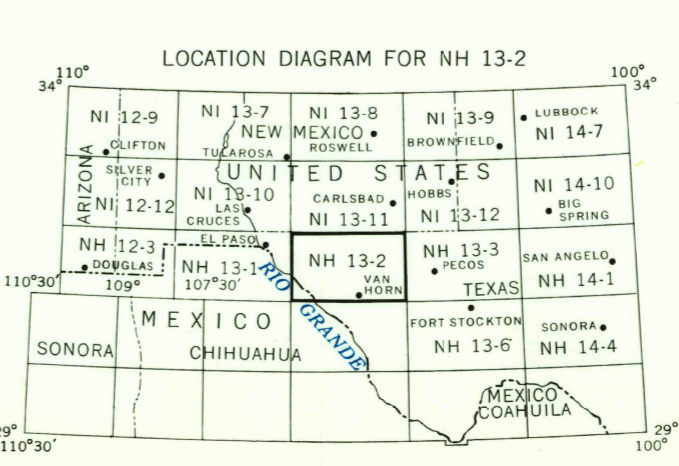 LOCATION DIAGRAM FOR NH 13-2
110°
100°
34°
34°
NI 12-9
NI 13-7
NI 13-8
NI 13-9
LUBBOCK
NI 14-7
CLIFTON
NEW MEXICO
ROSWELL
BROWNFIELD
TULAROSA
ARIZONA
SILVER
CITY
UNITED STATES
NI 12-12
NI 13-10
LAS
CRUCES
CARLSBAD
NI 13-11
HOBBS
NI 13-12
NI 14-10
BIG
SPRING
NH 12-3
DOUGLAS
EL PASO
NH 13-1
NH 13-2
VAN
HORN
NH 13-3
PECOS
TEXAS
SAN ANGELO
NH 14-1
110°30'
109°
107°30'
RIO GRANDE
MEXICO
SONORA
CHIHUAHUA
FORT STOCKTON
NH 13-6
SONORA
NH 14-4
MEXICO
COAHUILA
29°
110°30'
29°
100°